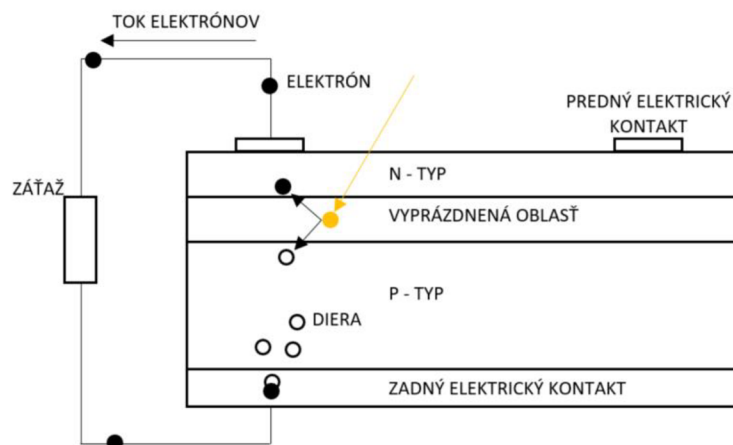 TOK ELEKTRÓNOV
ELEKTRÓN
PREDNÝ ELEKTRICKÝ
KONTAKT
N - TYP
ZÁŤAŽ
VYPRÁZDNENÁ OBLASŤ
P - TYP
DIERA
ZADNÝ ELEKTRICKÝ KONTAKT